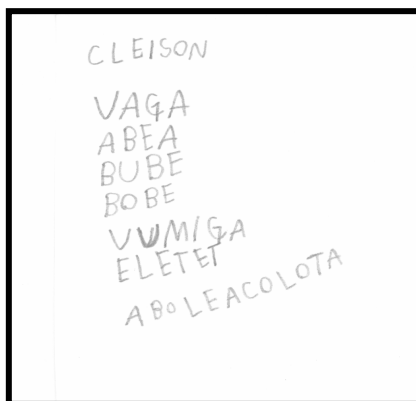 CLEISON
VAGA
ABEA
BUBE
BOBE
VUMIGA
ELETET
ABOLEACOLOTA